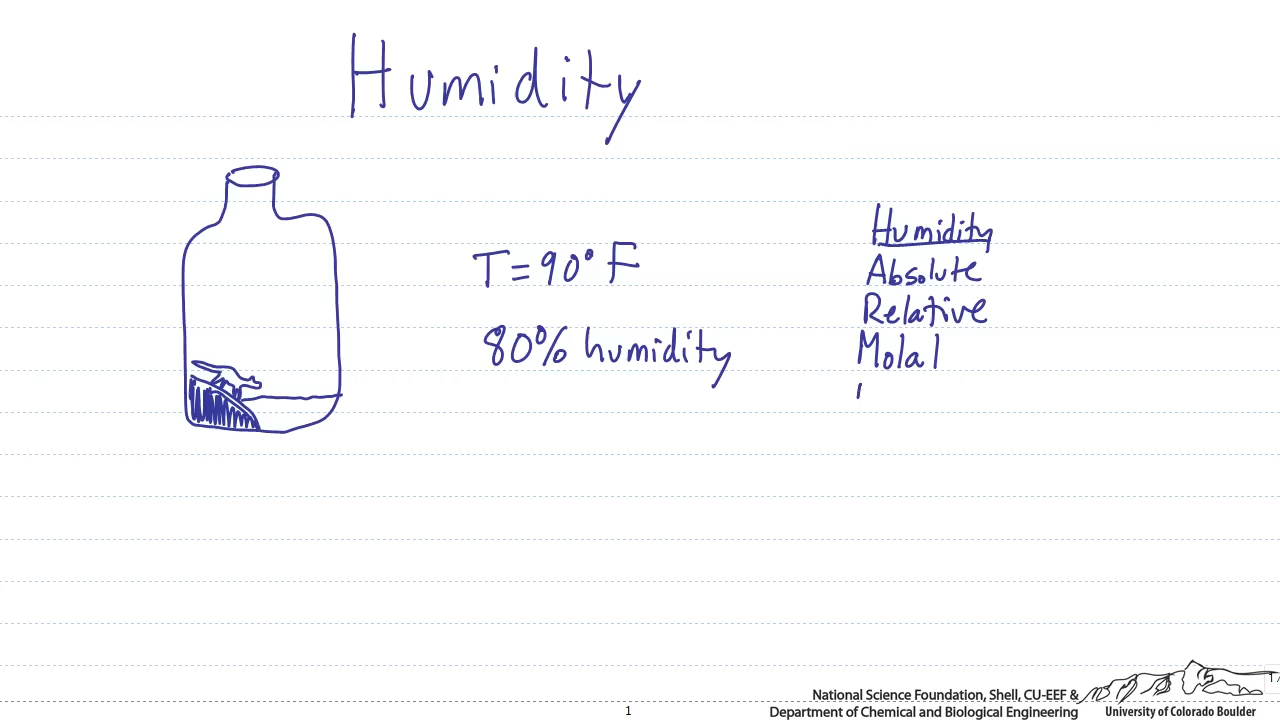 Humidity
T=90° F
80% humidity
Humidity
Absolute
Relative
Molal
National Science Foundation, Shell, CU-EEF &
Department of Chemical and Biological Engineering
University of Colorado Boulder
1